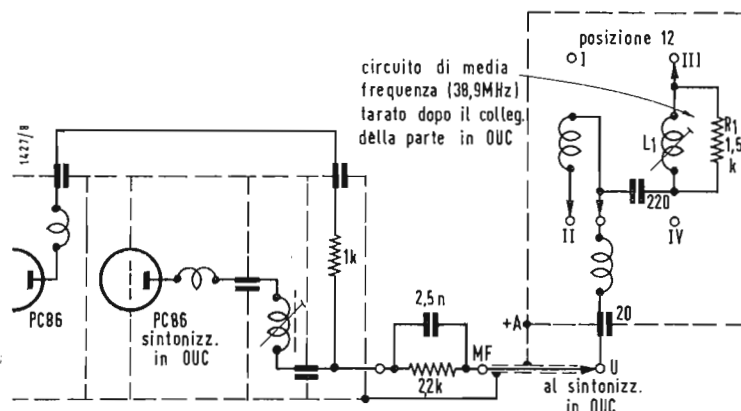 posizione 12
I
III
circuito di media
frequenza (38,9MHz)
tarato dopo il colleg.
della parte in OUC
1427/8
L1
R1
1,5
k
220
II
IV
1k
PC86
PC86
sintonizz.
in OUC
2,5 n
+A
20
MF
U
2,2k
al sintonizz.
in OUC